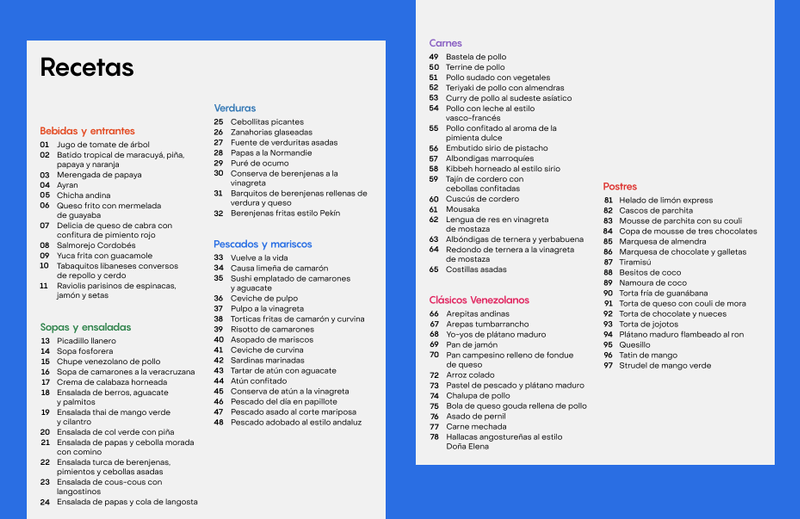 Recetas
Bebidas y entrantes
01 Jugo de tomate de árbol
02 Batido tropical de maracuyá, piña,
papaya y naranja
03 Merengada de papaya
04 Ayran
05 Chicha andina
06 Queso frito con mermelada
de guayaba
07 Delicia de queso de cabra con
confitura de pimiento rojo
08 Salmorejo Cordobés
09 Yuca frita con guacamole
10 Tabaquitos libaneses conversos
de repollo y cerdo
11 Raviolis parisinos de espinacas,
jamón y setas
Sopas y ensaladas
13 Picadillo llanero
14 Sopa fosforera
15 Chupe venezolano de pollo
16 Sopa de camarones a la veracruzana
17 Crema de calabaza horneada
18 Ensalada de berros, aguacate
y palmitos
19 Ensalada thai de mango verde
y cilantro
20 Ensalada de col verde con piña
21 Ensalada de papas y cebolla morada
con comino
22 Ensalada turca de berenjenas,
pimientos y cebollas asadas
23 Ensalada de cous-cous con
langostinos
24 Ensalada de papas y cola de langosta
Verduras
25 Cebollitas picantes
26 Zanahorias glaseadas
27 Fuente de verduritas asadas
28 Papas a la Normandie
29 Puré de ocumo
30 Conserva de berenjenas a la
vinagreta
31 Barquitos de berenjenas rellenas de
verdura y queso
32 Berenjenas fritas estilo Pekín
Pescados y mariscos
33 Vuelve a la vida
34 Causa limeña de camarón
35 Sushi emplatado de camarones
y aguacate
36 Ceviche de pulpo
37 Pulpo a la vinagreta
38 Torticas fritas de camarón y curvina
39 Risotto de camarones
40 Asopado de mariscos
41 Ceviche de curvina
42 Sardinas marinadas
43 Tartar de atún con aguacate
44 Atún confitado
45 Conserva de atún a la vinagreta
46 Pescado del día en papillote
47 Pescado asado al corte mariposa
48 Pescado adobado al estilo andaluz
Carnes
49 Bastela de pollo
50 Terrine de pollo
51 Pollo sudado con vegetales
52 Teriyaki de pollo con almendras
53 Curry de pollo al sudeste asíatico
54 Pollo con leche al estilo
vasco-francés
55 Pollo confitado al aroma de la
pimienta dulce
56 Embutido sirio de pistacho
57 Albondigas marroquíes
58 Kibbeh horneado al estilo sirio
59 Tajín de cordero con
cebollas confitadas
60 Cuscús de cordero
61 Mousaka
62 Lengua de res en vinagreta
de mostaza
63 Albóndigas de ternera y yerbabuena
64 Redondo de ternera a la vinagreta
de mostaza
65 Costillas asadas
Clásicos Venezolanos
66 Arepitas andinas
67 Arepas tumbarrancho
68 Yo-yos de plátano maduro
69 Pan de jamón
70 Pan campesino relleno de fondue
de queso
72 Arroz colado
73 Pastel de pescado y plátano maduro
74 Chalupa de pollo
75 Bola de queso gouda rellena de pollo
76 Asado de pernil
77 Carne mechada
78 Hallacas angostureñas al estilo
Doña Elena
Postres
81 Helado de limón express
82 Cascos de parchita
83 Mousse de parchita con su coulí
84 Copa de mousse de tres chocolates
85 Marquesa de almendra
86 Marquesa de chocolate y galletas
87 Tiramisú
88 Besitos de coco
89 Namoura de coco
90 Torta fría de guanábana
91 Torta de queso con coulí de mora
92 Torta de chocolate y nueces
93 Torta de jojotos
94 Plátano maduro flambeado al ron
95 Quesillo
96 Tatin de mango
97 Strudel de mango verde